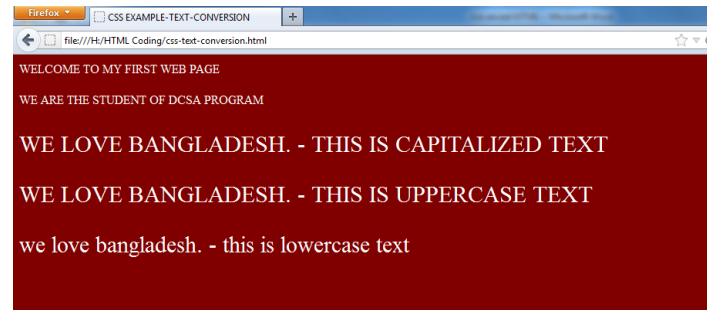 Firefox
CSS EXAMPLE-TEXT-CONVERSION
+
file:///H:/HTML Coding/css-text-conversion.html
WELCOME TO MY FIRST WEB PAGE
WE ARE THE STUDENT OF DCSA PROGRAM
WE LOVE BANGLADESH. - THIS IS CAPITALIZED TEXT
WE LOVE BANGLADESH. - THIS IS UPPERCASE TEXT
we love bangladesh. - this is lowercase text